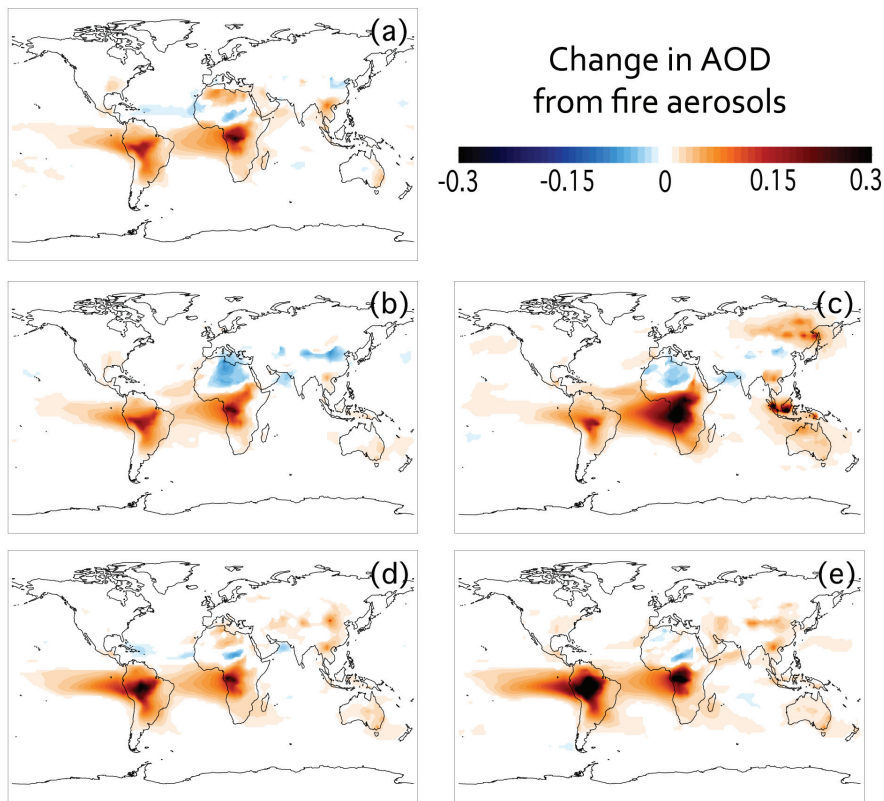 (a)
Change in AOD
from fire aerosols
-0.3 -0.15 0 0.15 0.3
(b)
(c)
(d)
(e)